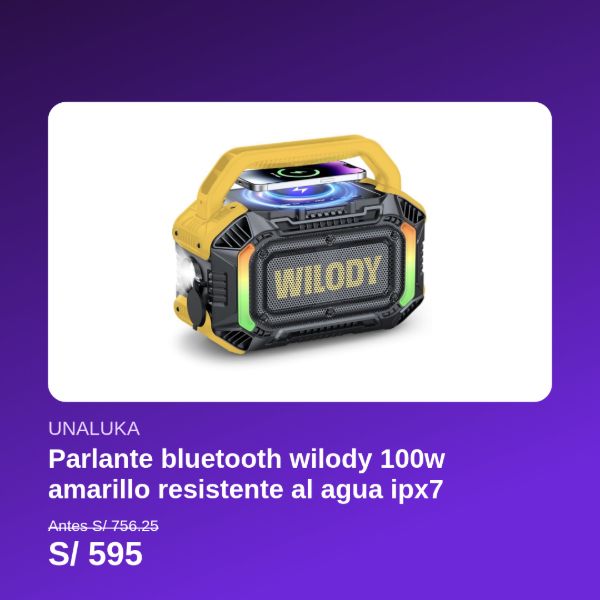 WILODY
UNALUKA
Parlante bluetooth wilody 100w
amarillo resistente al agua ipx7
Antes S/ 756.25
S/ 595